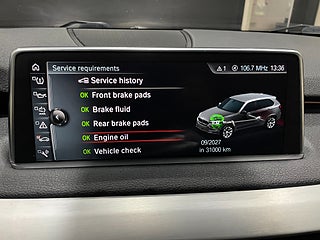 Service requirements
1
106.7 MHz
13:36
Service history
OK Front brake pads
OK Brake fluid
OK Rear brake pads
OK Engine oil
OK Vehicle check
09/2027
in 31000 km